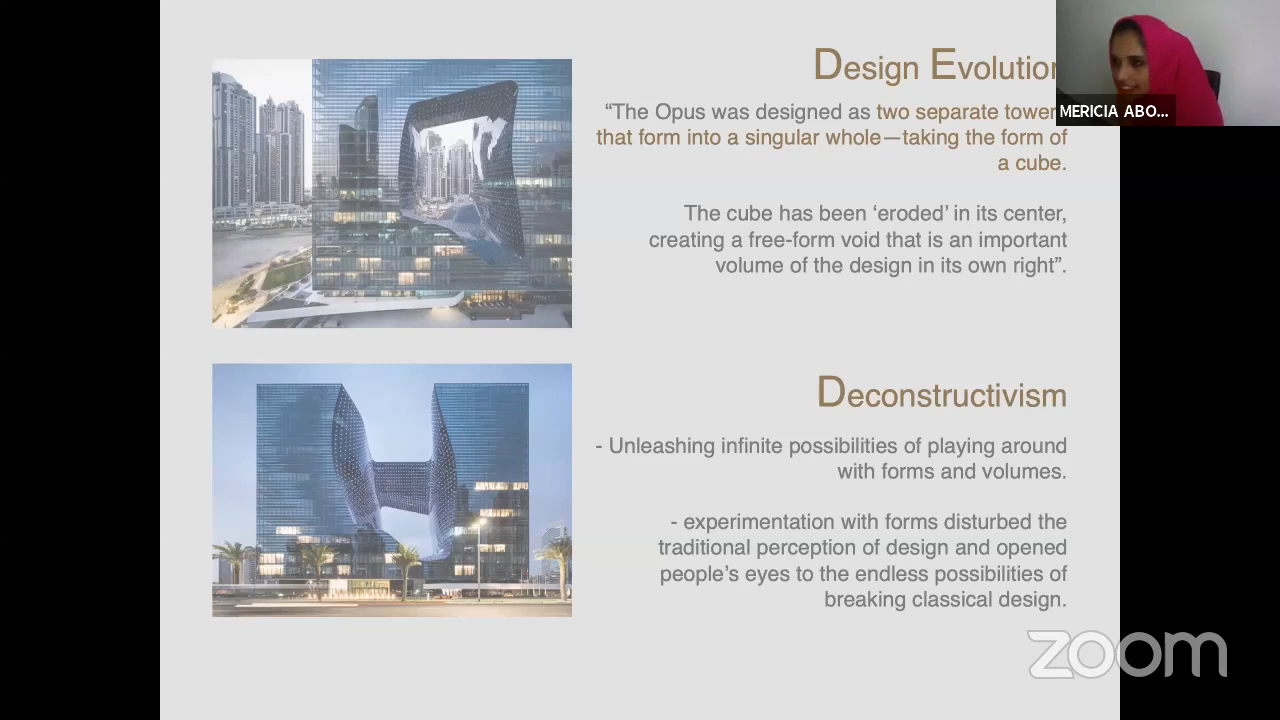 Design Evolution
MERICIA ABO...
“The Opus was designed as two separate towers
that form into a singular whole—taking the form of
a cube.
The cube has been ‘eroded’ in its center,
creating a free-form void that is an important
volume of the design in its own right”.
Deconstructivism
- Unleashing infinite possibilities of playing around
with forms and volumes.
- experimentation with forms disturbed the
traditional perception of design and opened
people’s eyes to the endless possibilities of
breaking classical design.
zoom